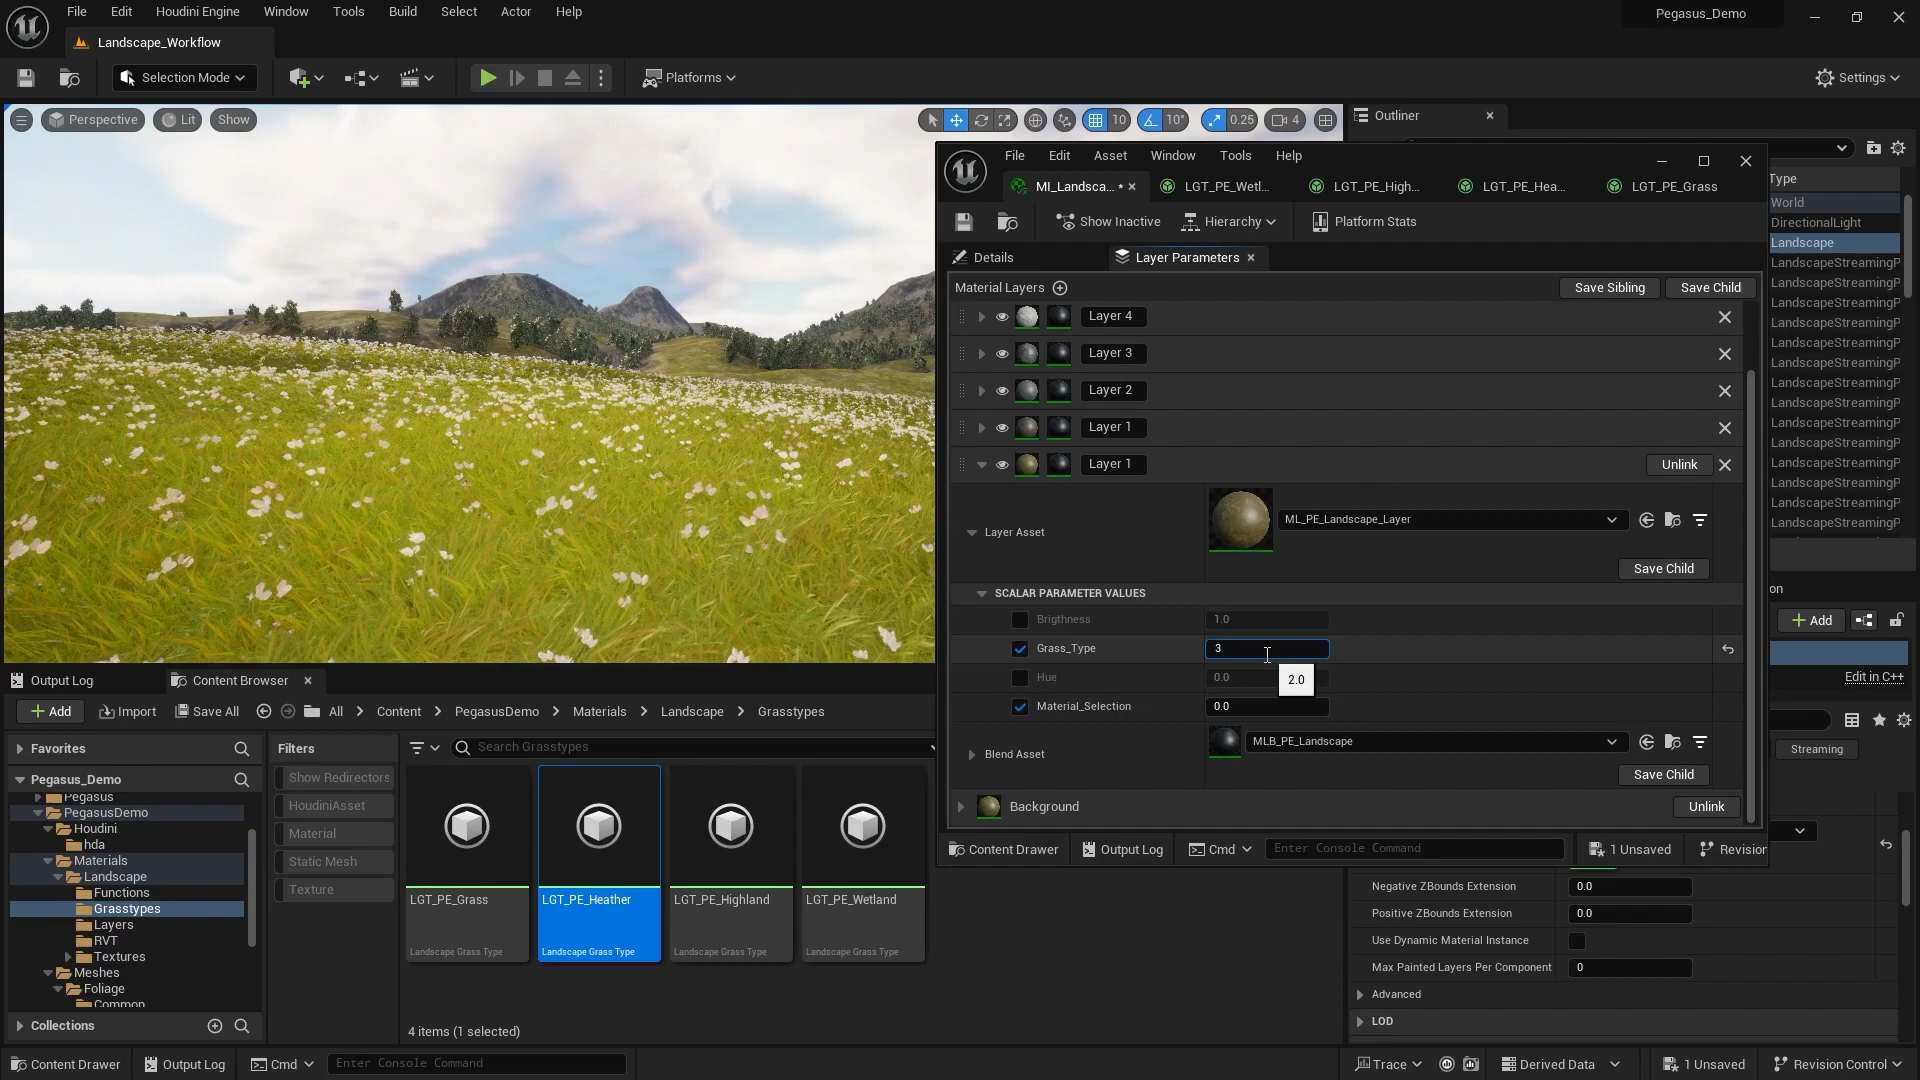 File Edit Houdini Engine Window Tools Build Select Actor Help
Pegasus_Demo
Landscape_Workflow
Selection Mode
Platforms
Settings
Perspective Lit Show
10 10° 0.25 4
Outliner
Type
World
DirectionalLight
Landscape
LandscapeStreamingP
LandscapeStreamingP
LandscapeStreamingP
LandscapeStreamingP
LandscapeStreamingP
LandscapeStreamingP
LandscapeStreamingP
LandscapeStreamingP
LandscapeStreamingP
LandscapeStreamingP
LandscapeStreamingP
LandscapeStreamingP
LandscapeStreamingP
LandscapeStreamingP
File Edit Asset Window Tools Help
MI_Landsca... *
LGT_PE_Wetl...
LGT_PE_High...
LGT_PE_Hea...
LGT_PE_Grass
Show Inactive
Hierarchy
Platform Stats
Details
Layer Parameters
Material Layers
Save Sibling
Save Child
Layer 4
Layer 3
Layer 2
Layer 1
Layer 1
Unlink
Layer Asset
ML_PE_Landscape_Layer
Save Child
SCALAR PARAMETER VALUES
Brigthness 1.0
Grass_Type 3
Hue 0.0
2.0
Material_Selection 0.0
Blend Asset
MLB_PE_Landscape
Save Child
Background
Unlink
Content Drawer
Output Log
Cmd
Enter Console Command
1 Unsaved
Revision
on
Add
Edit in C++
Streaming
Negative ZBounds Extension 0.0
Positive ZBounds Extension 0.0
Use Dynamic Material Instance
Max Painted Layers Per Component 0
Advanced
LOD
Output Log
Content Browser
Add
Import
Save All
All Content PegasusDemo Materials Landscape Grasstypes
Favorites
Pegasus_Demo
Pegasus
PegasusDemo
Houdini
hda
Materials
Landscape
Functions
Grasstypes
Layers
RVT
Textures
Meshes
Foliage
Common
Collections
Filters
Show Redirectors
HoudiniAsset
Material
Static Mesh
Texture
Search Grasstypes
LGT_PE_Grass
Landscape Grass Type
LGT_PE_Heather
Landscape Grass Type
LGT_PE_Highland
Landscape Grass Type
LGT_PE_Wetland
Landscape Grass Type
4 items (1 selected)
Content Drawer
Output Log
Cmd
Enter Console Command
Trace
Derived Data
1 Unsaved
Revision Control